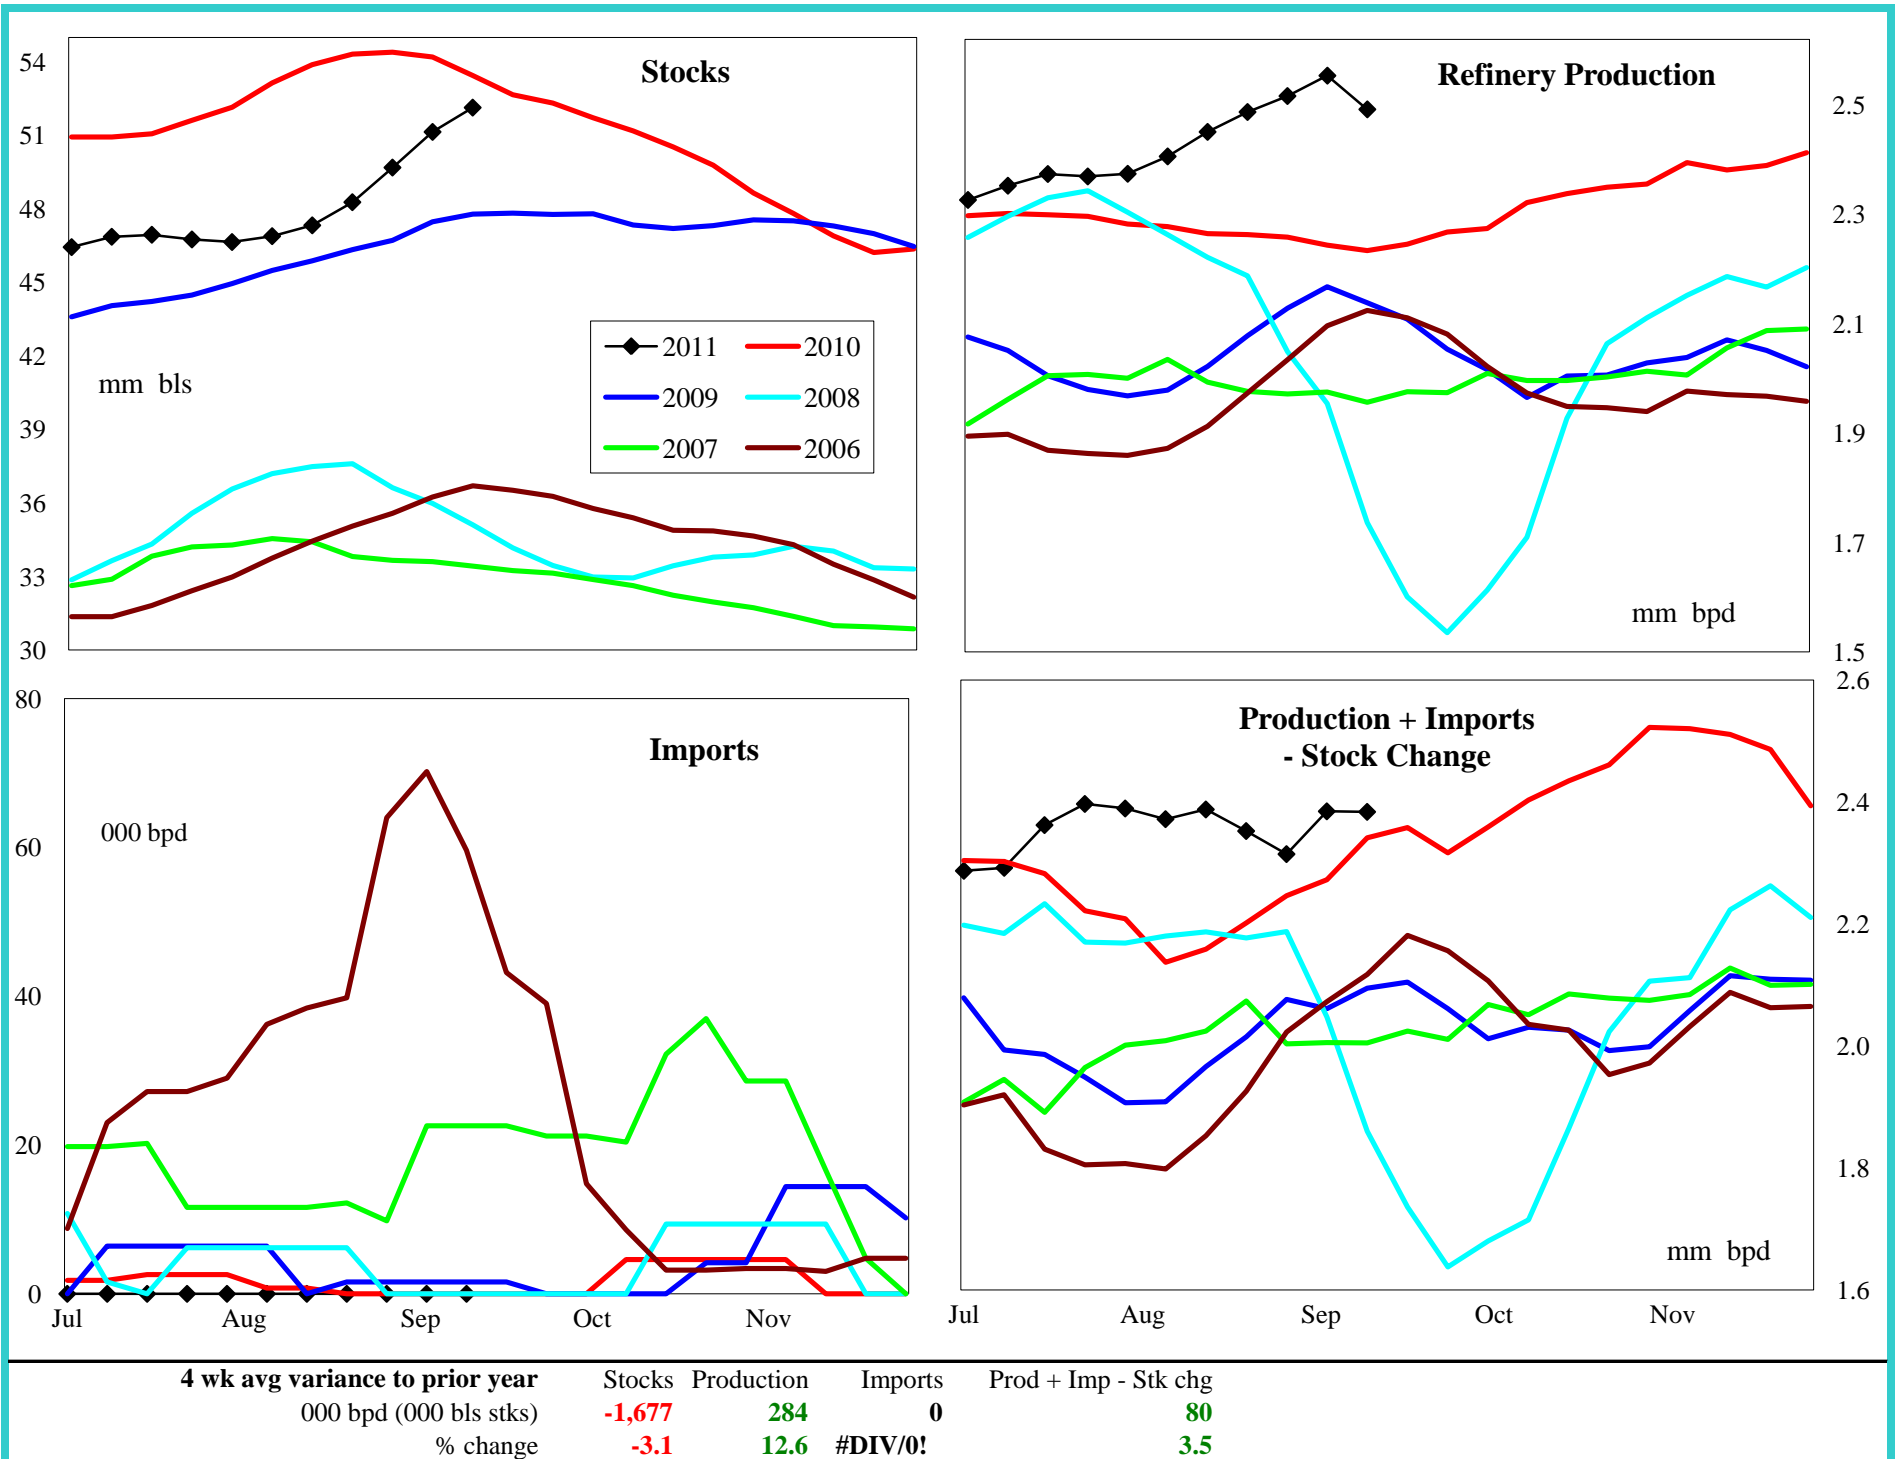 Stocks
54
51
48
45
42
39
36
33
30
mm bls
2011 2010
2009 2008
2007 2006
Refinery Production
2.5
2.3
2.1
1.9
1.7
1.5
mm bpd
Imports
80
60
40
20
0
000 bpd
Jul Aug Sep Oct Nov
Production + Imports
- Stock Change
2.6
2.4
2.2
2.0
1.8
1.6
mm bpd
Jul Aug Sep Oct Nov
4 wk avg variance to prior year Stocks Production Imports Prod + Imp - Stk chg
000 bpd (000 bls stks) -1,677 284 0 80
% change -3.1 12.6 #DIV/0! 3.5